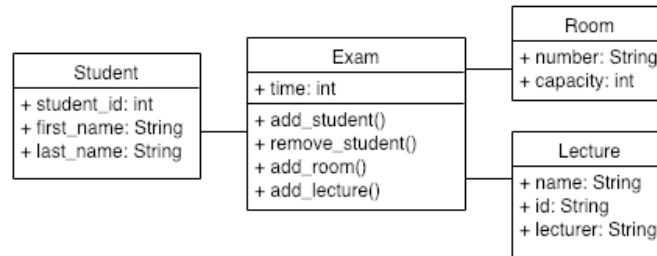 Student
+ student_id: int
+ first_name: String
+ last_name: String
Exam
+ time: int
+ add_student()
+ remove_student()
+ add_room()
+ add_lecture()
Room
+ number: String
+ capacity: int
Lecture
+ name: String
+ id: String
+ lecturer: String